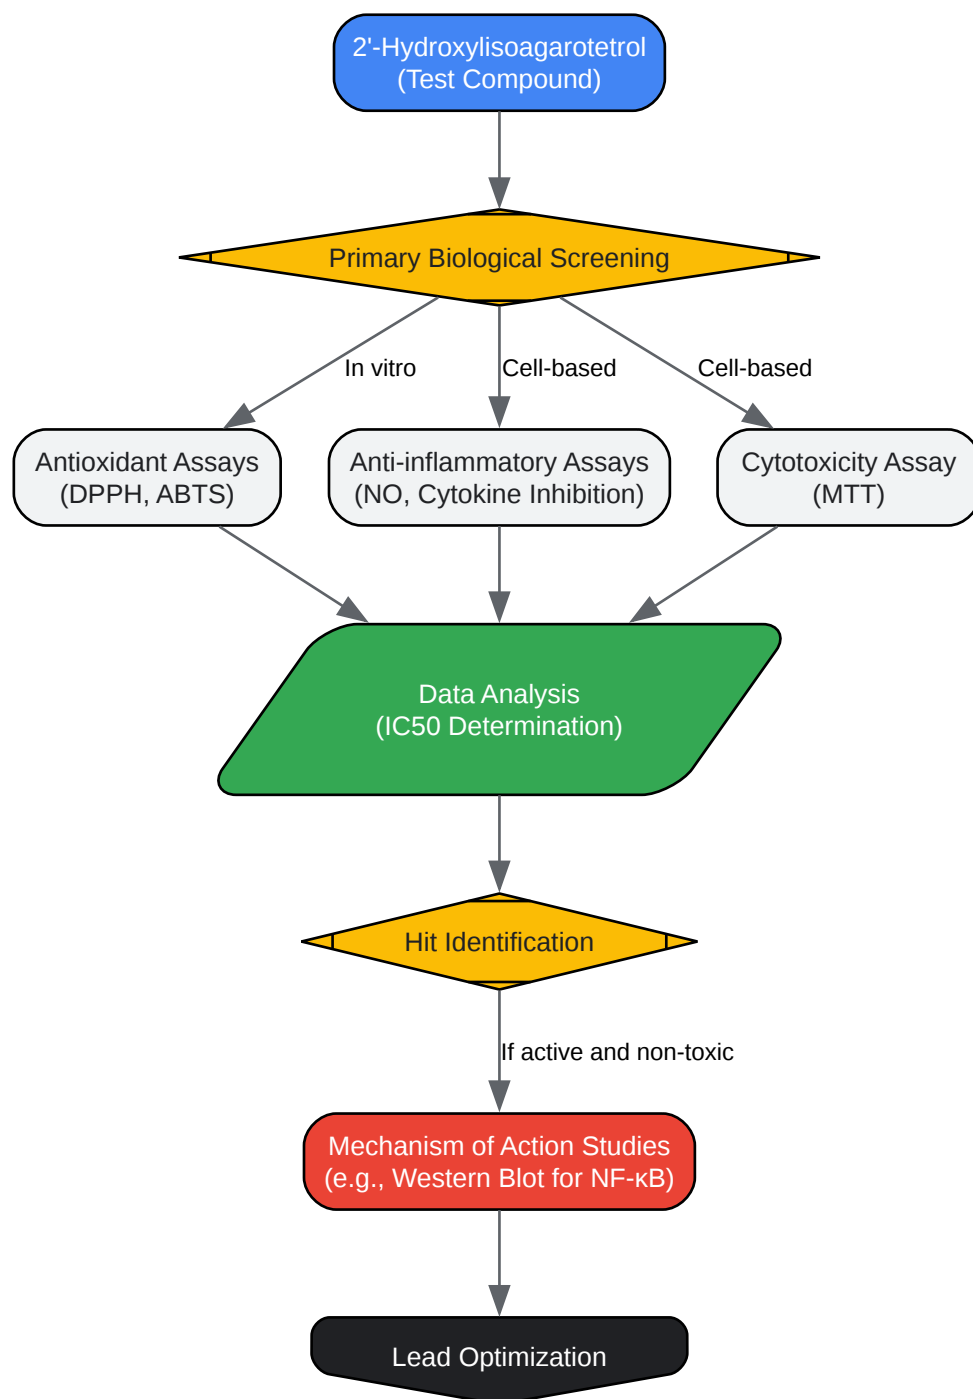 2'-Hydroxylisoagarotetrol
(Test Compound)
Primary Biological Screening
In vitro
Cell-based
Cell-based
Antioxidant Assays
(DPPH, ABTS)
Anti-inflammatory Assays
(NO, Cytokine Inhibition)
Cytotoxicity Assay
(MTT)
Data Analysis
(IC50 Determination)
Hit Identification
If active and non-toxic
Mechanism of Action Studies
(e.g., Western Blot for NF-κB)
Lead Optimization